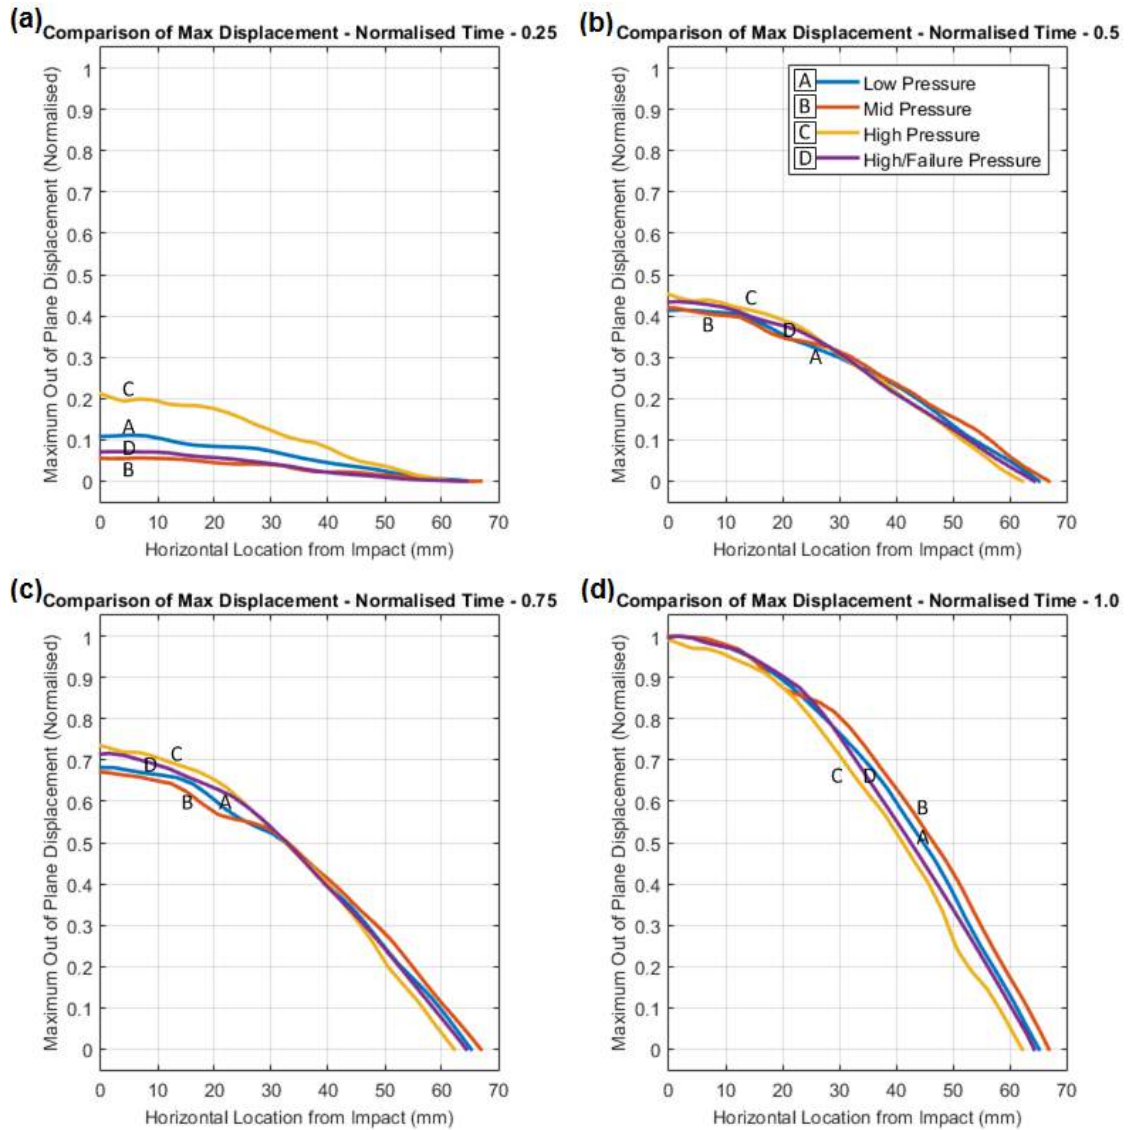 (a) Comparison of Max Displacement - Normalised Time - 0.25
Maximum Out of Plane Displacement (Normalised)
1
0.9
0.8
0.7
0.6
0.5
0.4
0.3
0.2
0.1
0
C
A
D
B
0 10 20 30 40 50 60 70
Horizontal Location from Impact (mm)
(b) Comparison of Max Displacement - Normalised Time - 0.5
Maximum Out of Plane Displacement (Normalised)
1
0.9
0.8
0.7
0.6
0.5
0.4
0.3
0.2
0.1
0
A Low Pressure
B Mid Pressure
C High Pressure
D High/Failure Pressure
C
B
D
A
0 10 20 30 40 50 60 70
Horizontal Location from Impact (mm)
(c) Comparison of Max Displacement - Normalised Time - 0.75
Maximum Out of Plane Displacement (Normalised)
1
0.9
0.8
0.7
0.6
0.5
0.4
0.3
0.2
0.1
0
C
D
B A
0 10 20 30 40 50 60 70
Horizontal Location from Impact (mm)
(d) Comparison of Max Displacement - Normalised Time - 1.0
Maximum Out of Plane Displacement (Normalised)
1
0.9
0.8
0.7
0.6
0.5
0.4
0.3
0.2
0.1
0
C D
B
A
0 10 20 30 40 50 60 70
Horizontal Location from Impact (mm)